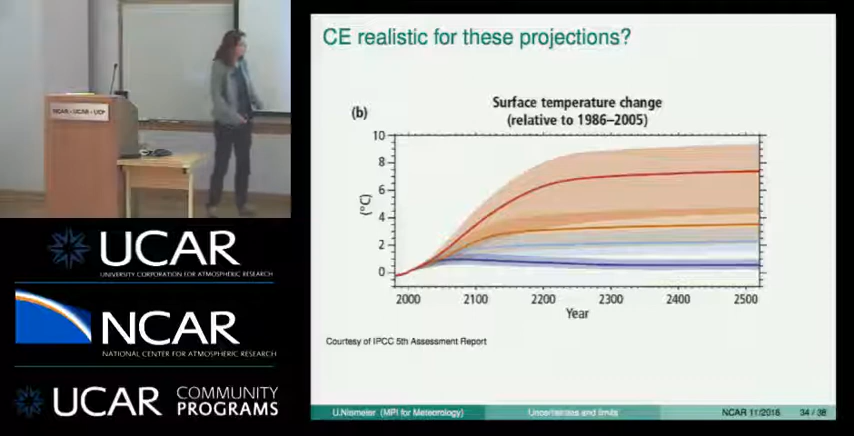 NCAR - UCAR - UCP
UCAR
UNIVERSITY CORPORATION FOR ATMOSPHERIC RESEARCH
NCAR
NATIONAL CENTER FOR ATMOSPHERIC RESEARCH
UCAR COMMUNITY
PROGRAMS
CE realistic for these projections?
(b)
Surface temperature change
(relative to 1986–2005)
10
8
6
4
2
0
(°C)
2000 2100 2200 2300 2400 2500
Year
Courtesy of IPCC 5th Assessment Report
U.Niemeier (MPI for Meteorology) Uncertainties and limits NCAR 11/2016 34 / 38